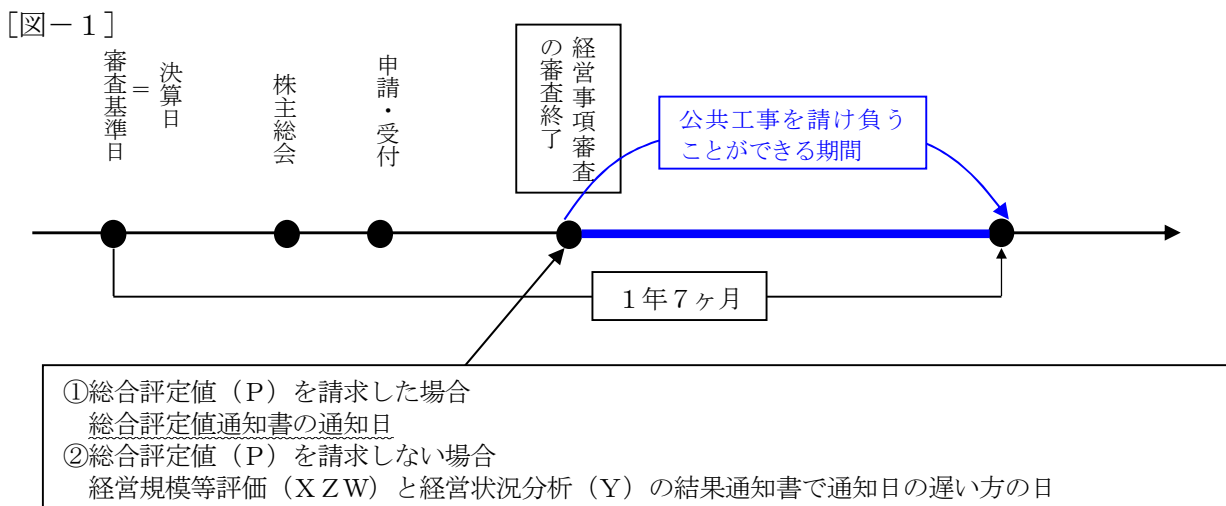 ［図－１］
審査基準日
＝
決算日
株主総会
申請・受付
経営事項審査
の審査終了
公共工事を請け負う
ことができる期間
１年７ヶ月
①総合評定値（Ｐ）を請求した場合
総合評定値通知書の通知日
②総合評定値（Ｐ）を請求しない場合
経営規模等評価（ＸＺＷ）と経営状況分析（Ｙ）の結果通知書で通知日の遅い方の日